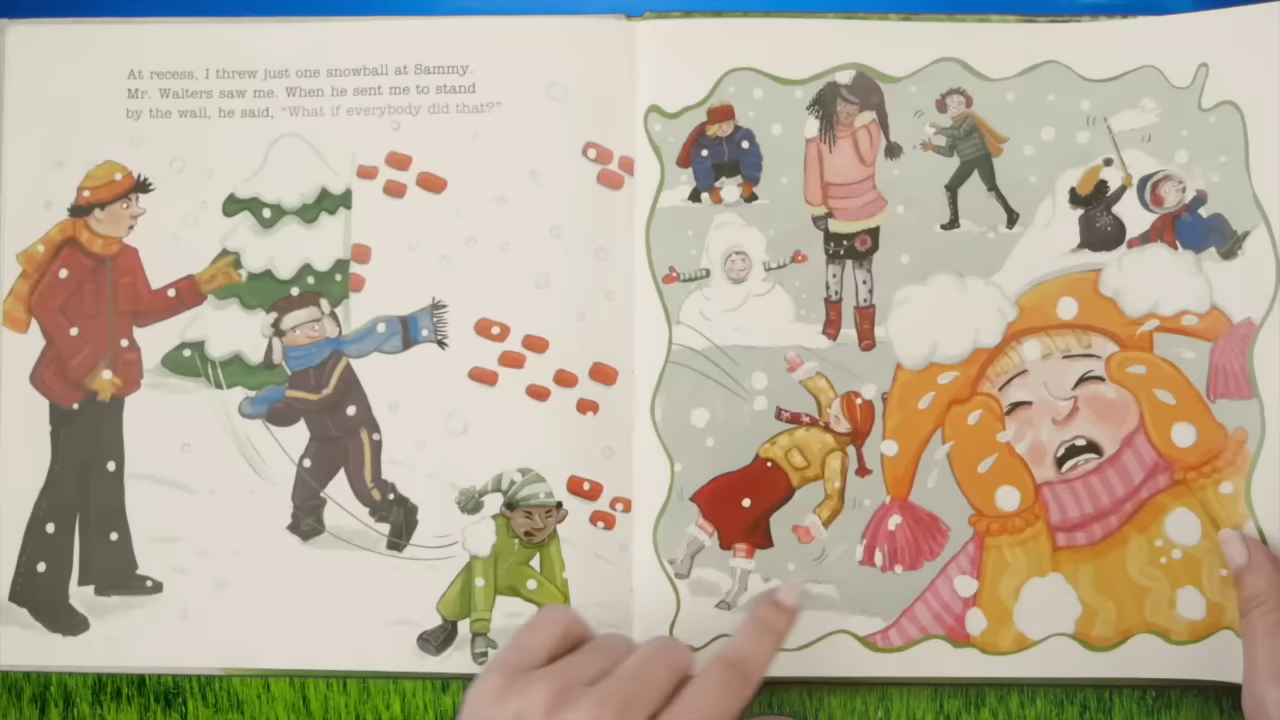 At recess, I threw just one snowball at Sammy.
Mr. Walters saw me. When he sent me to stand
by the wall, he said, “What if everybody did that?”